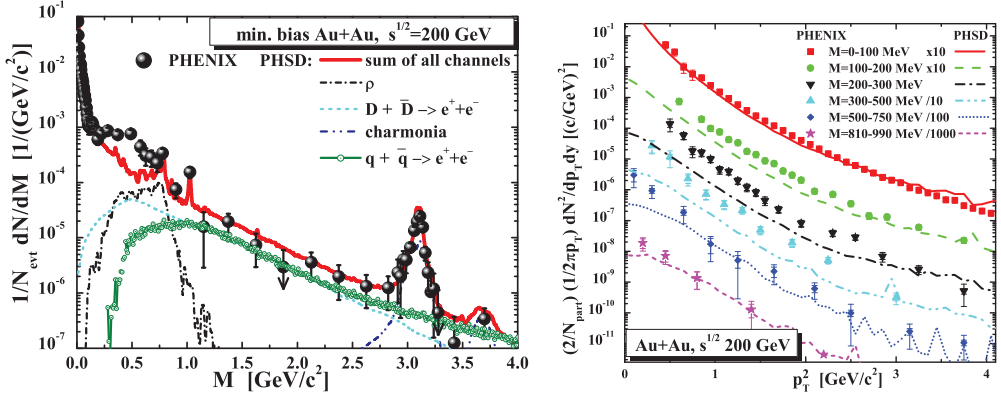 min. bias Au+Au, s^1/2=200 GeV
PHENIX PHSD: sum of all channels
ρ
D + D̄ −> e⁺+e⁻
charmonia
q + q̄ −> e⁺+e⁻
1/N_evt dN/dM [1/(GeV/c²)]
10⁻¹
10⁻²
10⁻³
10⁻⁴
10⁻⁵
10⁻⁶
10⁻⁷
0.0 0.5 1.0 1.5 2.0 2.5 3.0 3.5 4.0
M [GeV/c²]
PHENIX PHSD:
M=0-100 MeV x10
M=100-200 MeV x10
M=200-300 MeV
M=300-500 MeV /10
M=500-750 MeV /100
M=810-990 MeV /1000
(2/N_part) (1/2πp_T) dN²/dp_T dy [(c/GeV)²]
10⁻¹
10⁻²
10⁻³
10⁻⁴
10⁻⁵
10⁻⁶
10⁻⁷
10⁻⁸
10⁻⁹
10⁻¹⁰
10⁻¹¹
Au+Au, s^1/2 200 GeV
0 1 2 3 4
p_T² [GeV/c²]